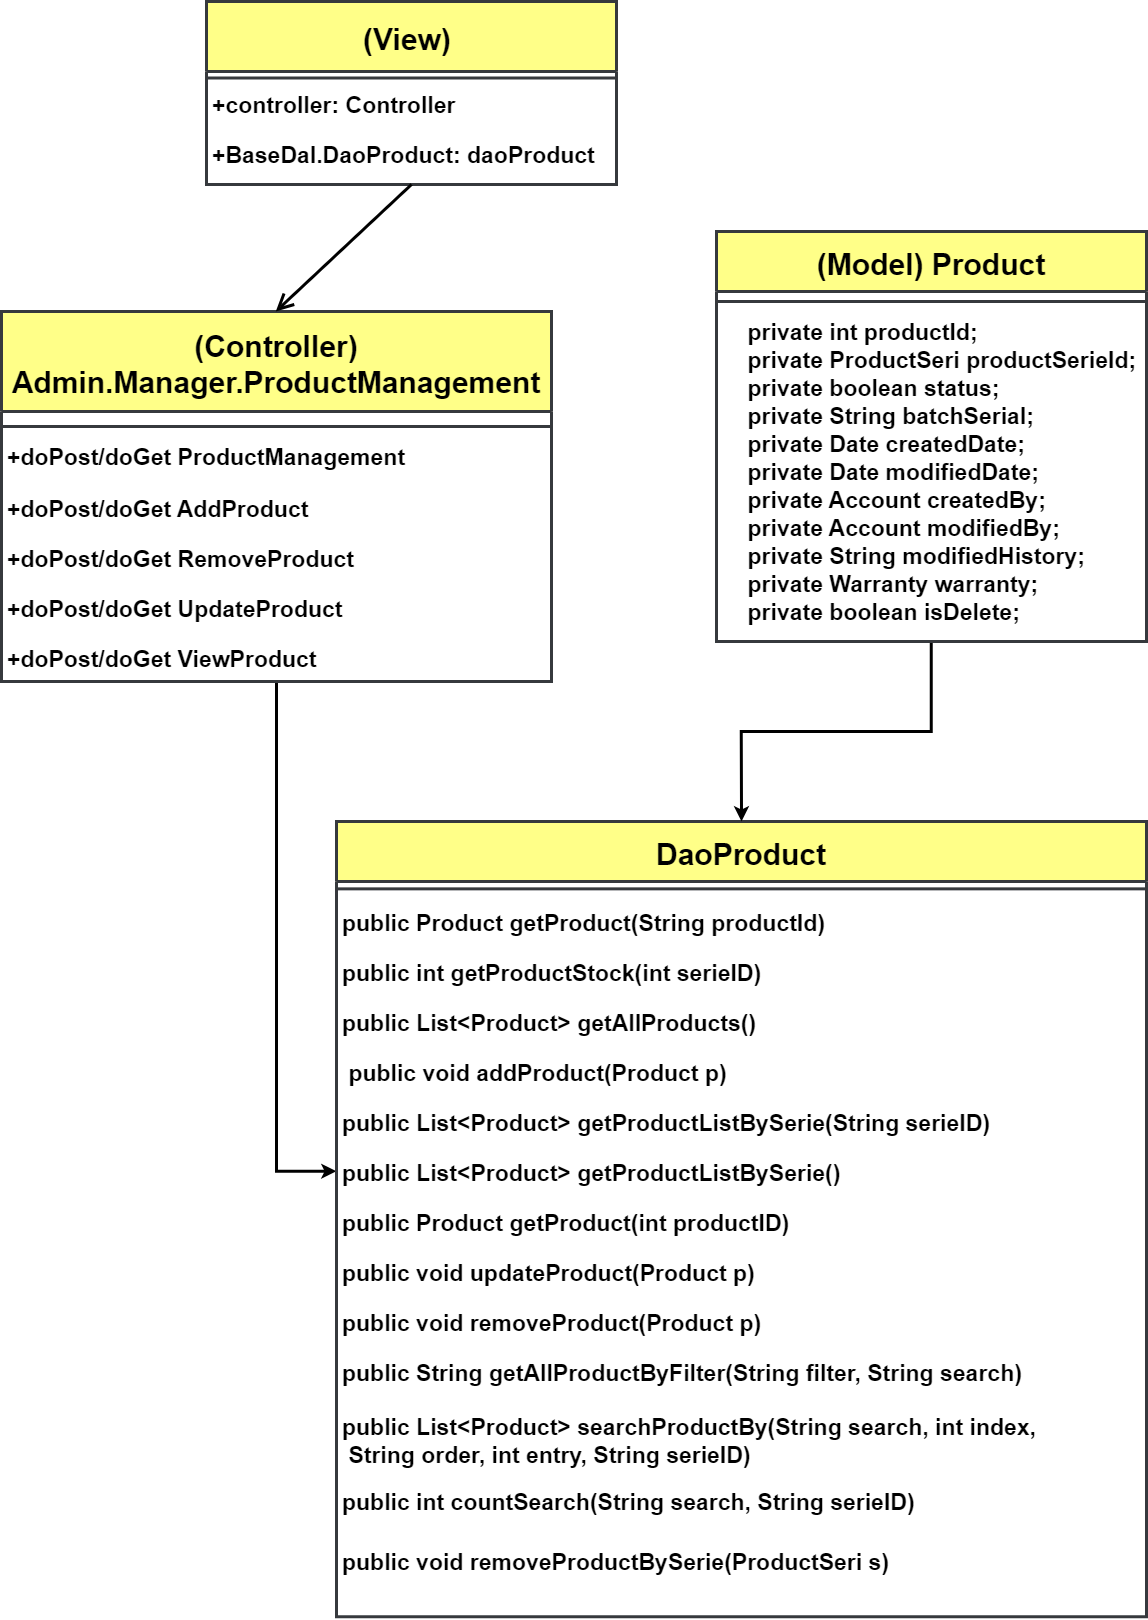 (View)
+controller: Controller
+BaseDal.DaoProduct: daoProduct
(Controller)
Admin.Manager.ProductManagement
+doPost/doGet ProductManagement
+doPost/doGet AddProduct
+doPost/doGet RemoveProduct
+doPost/doGet UpdateProduct
+doPost/doGet ViewProduct
(Model) Product
private int productId;
private ProductSeri productSerieId;
private boolean status;
private String batchSerial;
private Date createdDate;
private Date modifiedDate;
private Account createdBy;
private Account modifiedBy;
private String modifiedHistory;
private Warranty warranty;
private boolean isDelete;
DaoProduct
public Product getProduct(String productId)
public int getProductStock(int serieID)
public List<Product> getAllProducts()
public void addProduct(Product p)
public List<Product> getProductListBySerie(String serieID)
public List<Product> getProductListBySerie()
public Product getProduct(int productID)
public void updateProduct(Product p)
public void removeProduct(Product p)
public String getAllProductByFilter(String filter, String search)
public List<Product> searchProductBy(String search, int index,
String order, int entry, String serieID)
public int countSearch(String search, String serieID)
public void removeProductBySerie(ProductSeri s)